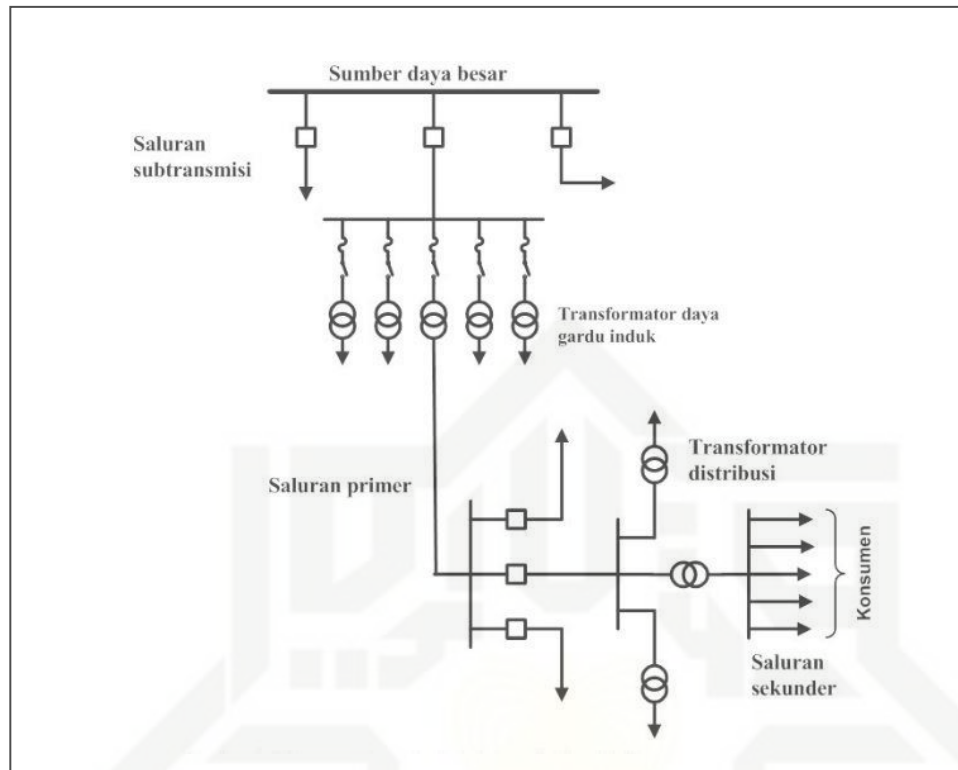 Sumber daya besar
Saluran
subtransmisi
Transformator daya
gardu induk
Transformator
distribusi
Saluran primer
Konsumen
Saluran
sekunder